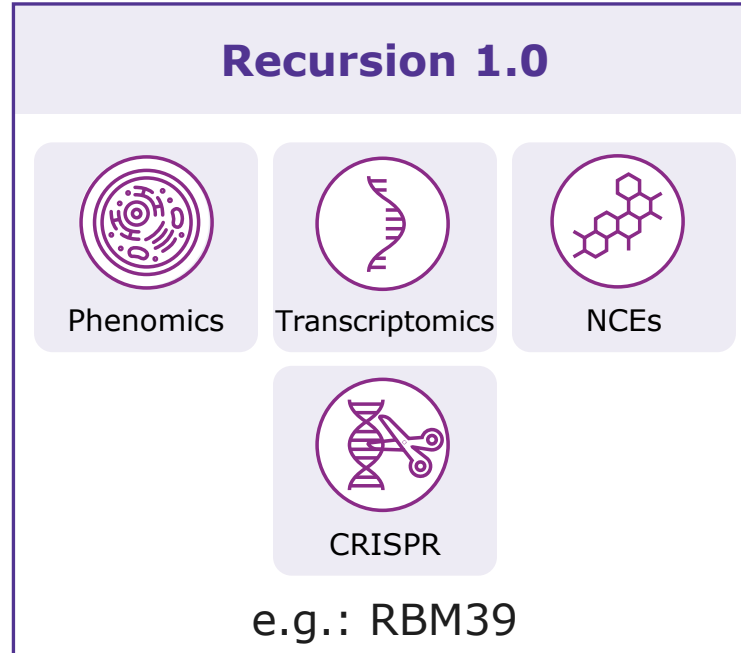 Recursion 1.0
Phenomics
Transcriptomics
NCEs
CRISPR
e.g.: RBM39